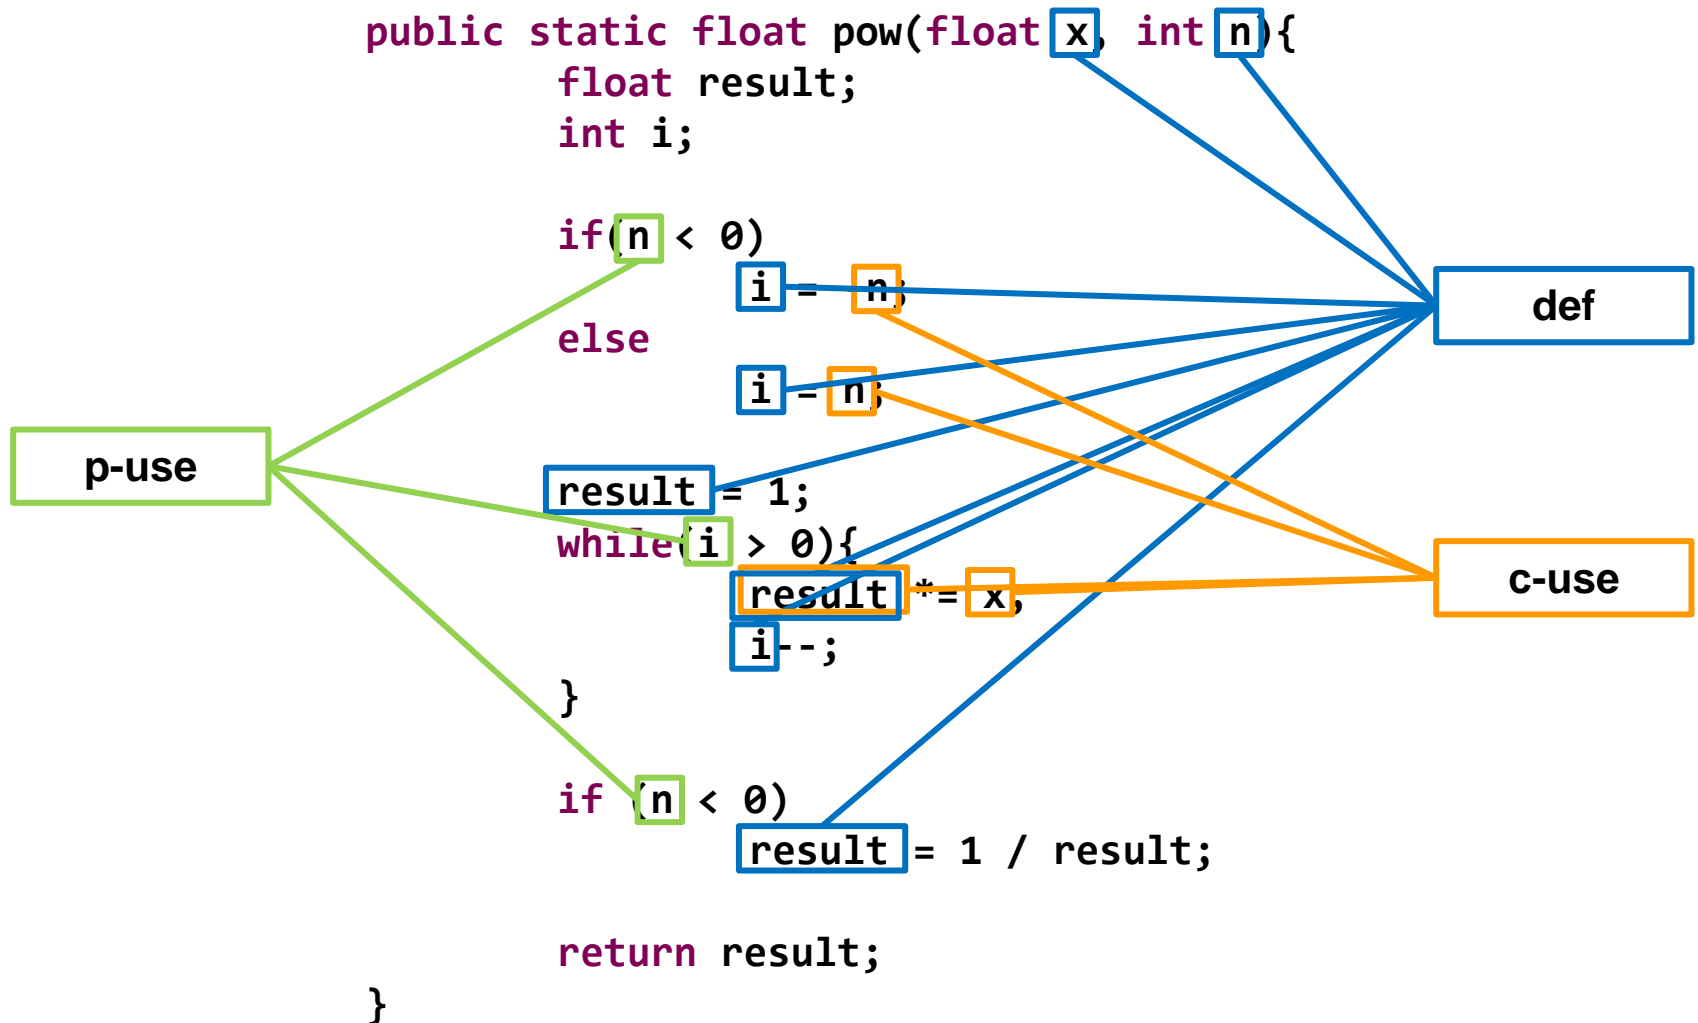 public static float pow(float x, int n){
float result;
int i;
if(n < 0)
i = n;
def
else
i = n;
p-use
result = 1;
while(i > 0){
c-use
result *= x;
i--;
}
if (n < 0)
result = 1 / result;
return result;
}